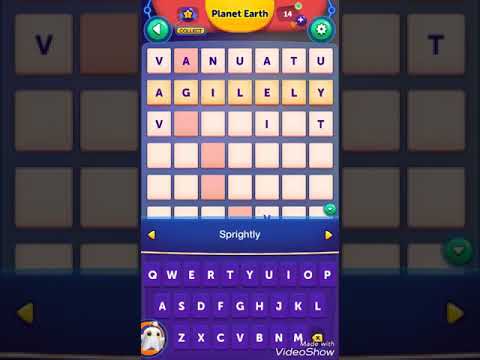 Planet Earth
14
COLLECT
V T
V A N U A T U
A G I L E L Y
V I T
V
Sprightly
Q W E R T Y U I O P
A S D F G H J K L
Z X C V B N M X
Made with
VideoShow